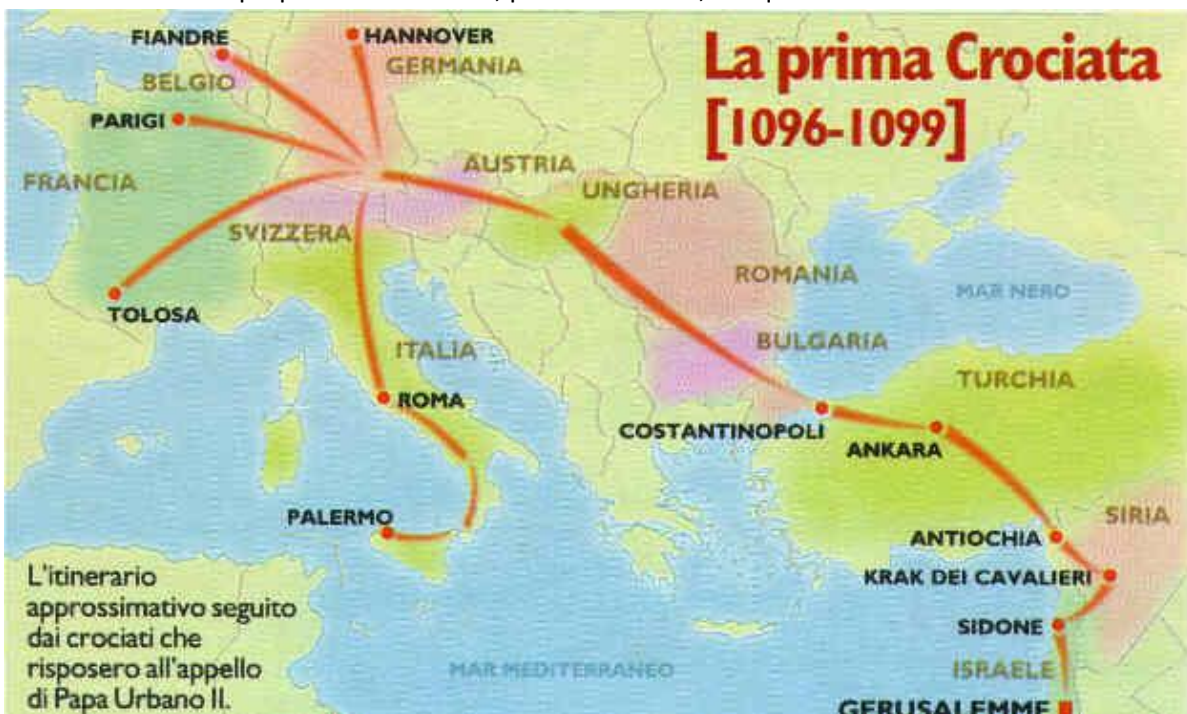 La prima Crociata
[1096-1099]
FIANDRE
HANNOVER
BELGIO
GERMANIA
PARIGI
FRANCIA
AUSTRIA
UNGHERIA
SVIZZERA
ROMANIA
MAR NERO
TOLOSA
ITALIA
BULGARIA
TURCHIA
ROMA
COSTANTINOPOLI
ANKARA
PALERMO
SIRIA
ANTIOCHIA
KRAK DEI CAVALIERI
SIDONE
MAR MEDITERRANEO
ISRAELE
GERUSALEMME
L'itinerario
approssimativo seguito
dai crociati che
risposero all'appello
di Papa Urbano II.